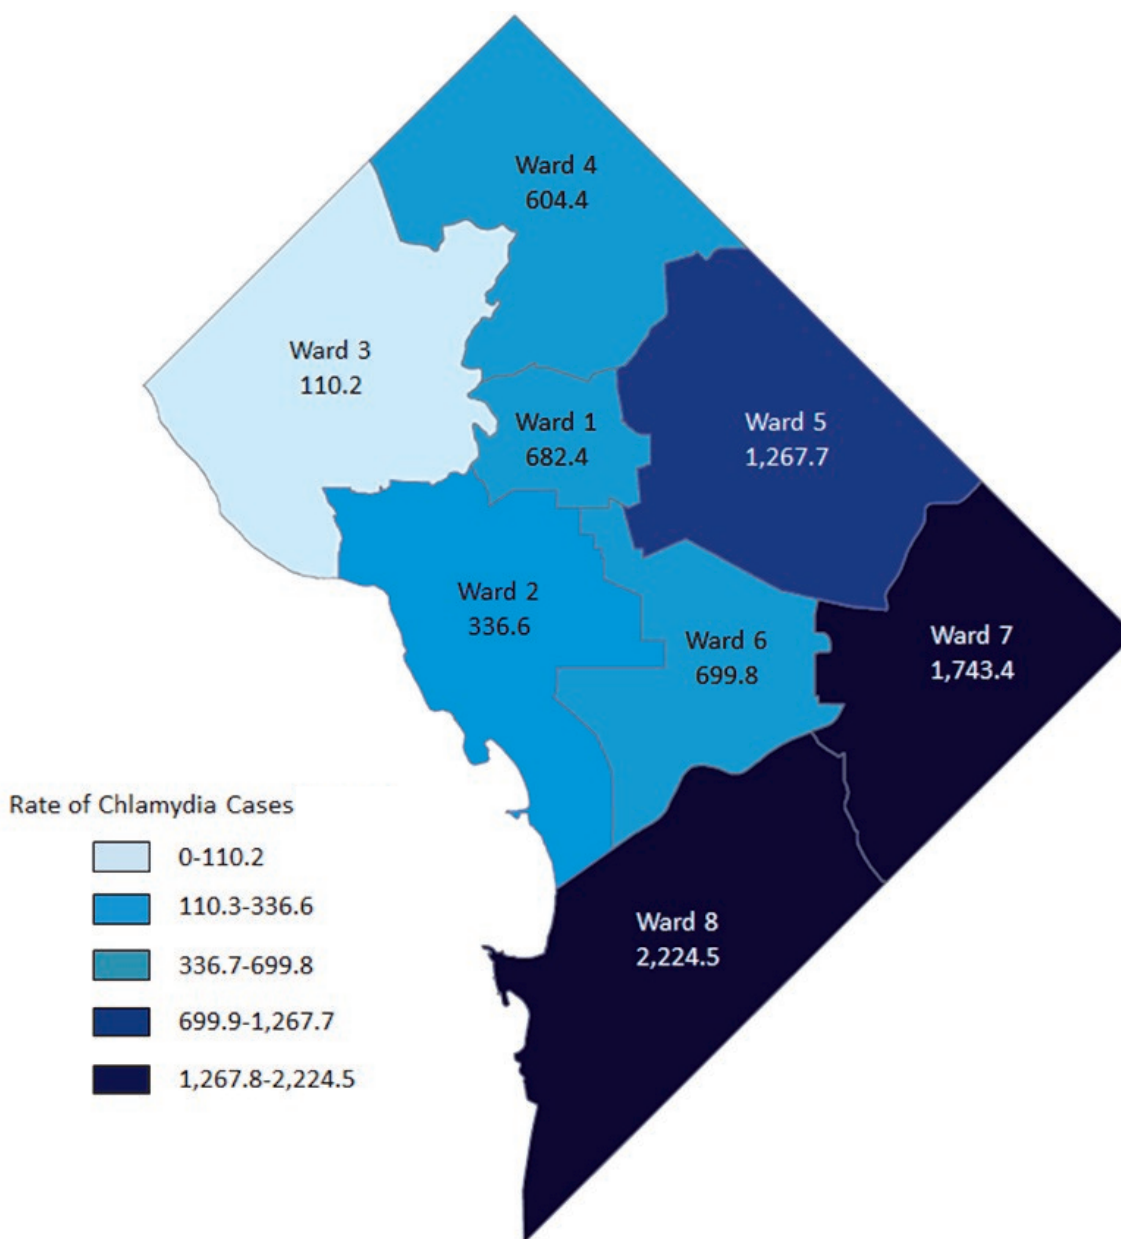 Ward 4
604.4
Ward 3
110.2
Ward 1
682.4
Ward 5
1,267.7
Ward 2
336.6
Ward 6
699.8
Ward 7
1,743.4
Ward 8
2,224.5
Rate of Chlamydia Cases
0-110.2
110.3-336.6
336.7-699.8
699.9-1,267.7
1,267.8-2,224.5